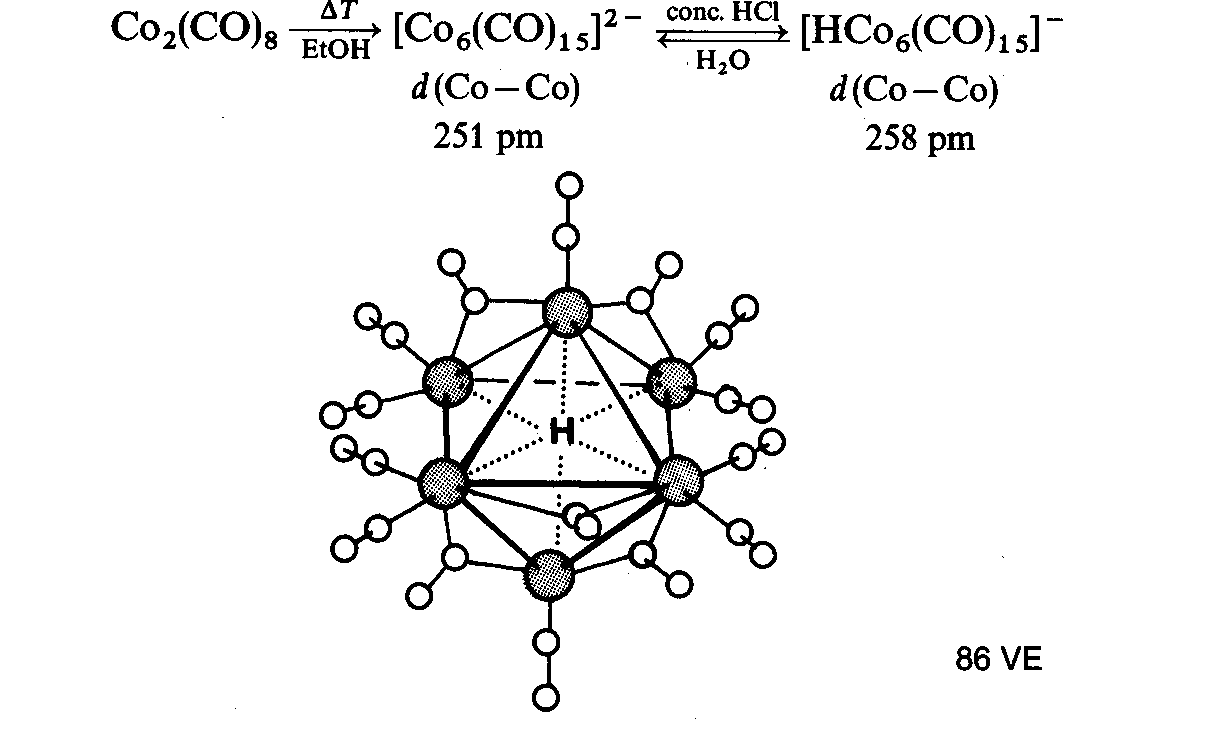 Co₂(CO)₈ ΔT EtOH [Co₆(CO)₁₅]²⁻ conc. HCl H₂O [HCo₆(CO)₁₅]⁻
d(Co–Co) d(Co–Co)
251 pm 258 pm
H
86 VE